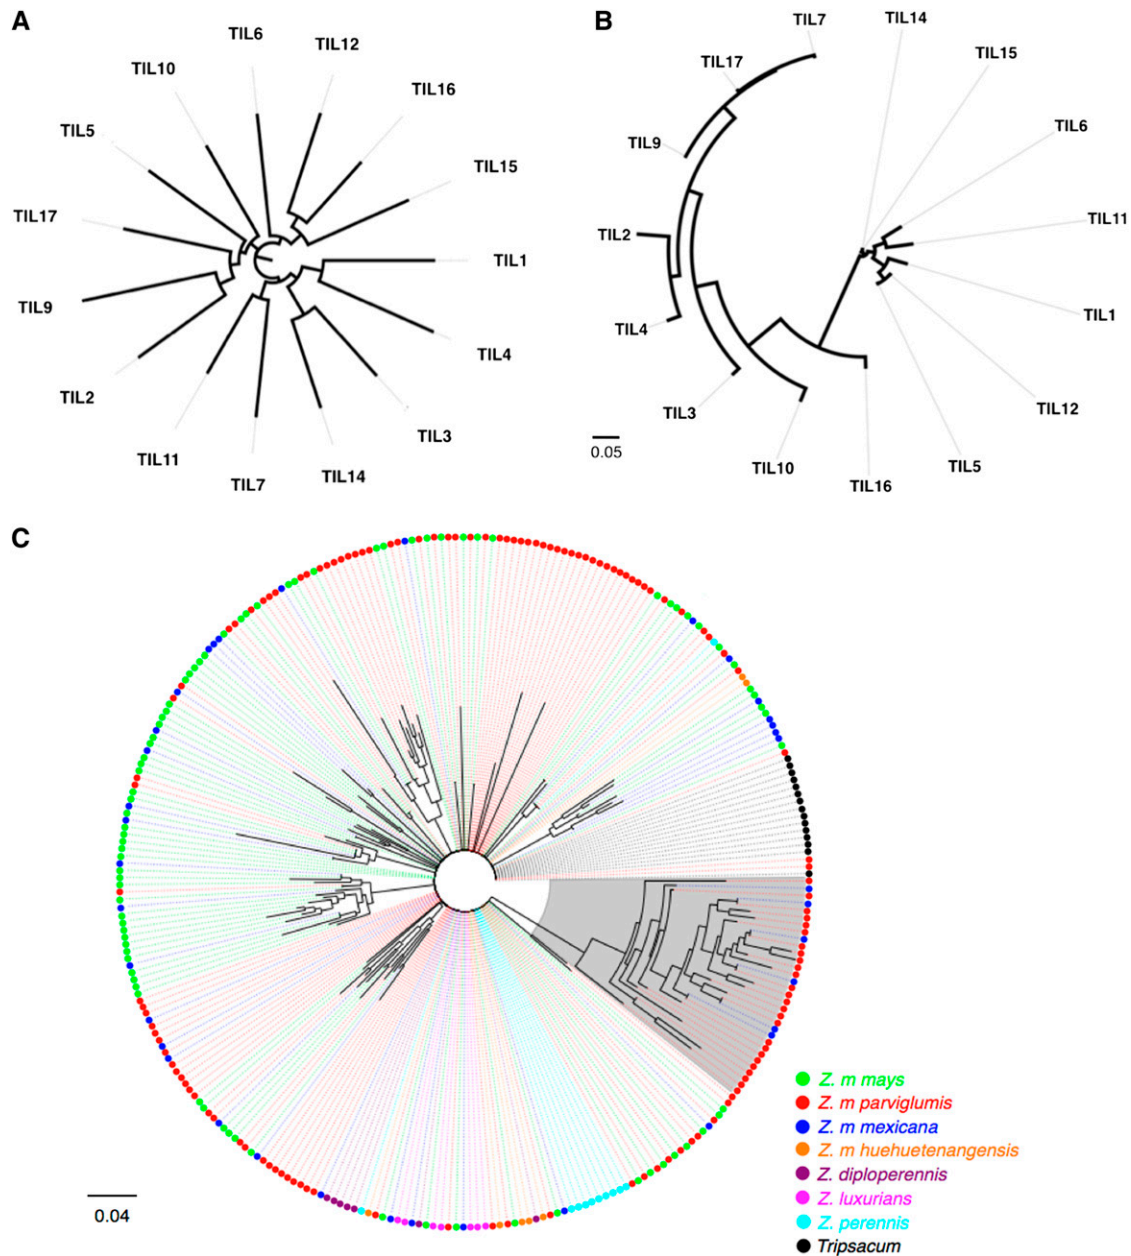 A
TIL6
TIL12
TIL10
TIL16
TIL5
TIL15
TIL17
TIL1
TIL9
TIL4
TIL2
TIL3
TIL11
TIL14
TIL7
B
TIL7
TIL14
TIL17
TIL15
TIL6
TIL9
TIL11
TIL2
TIL4
TIL1
TIL3
TIL12
TIL10
TIL5
TIL16
0.05
C
Z. m mays
Z. m parviglumis
Z. m mexicana
Z. m huehuetenangensis
Z. diploperennis
Z. luxurians
Z. perennis
Tripsacum
0.04